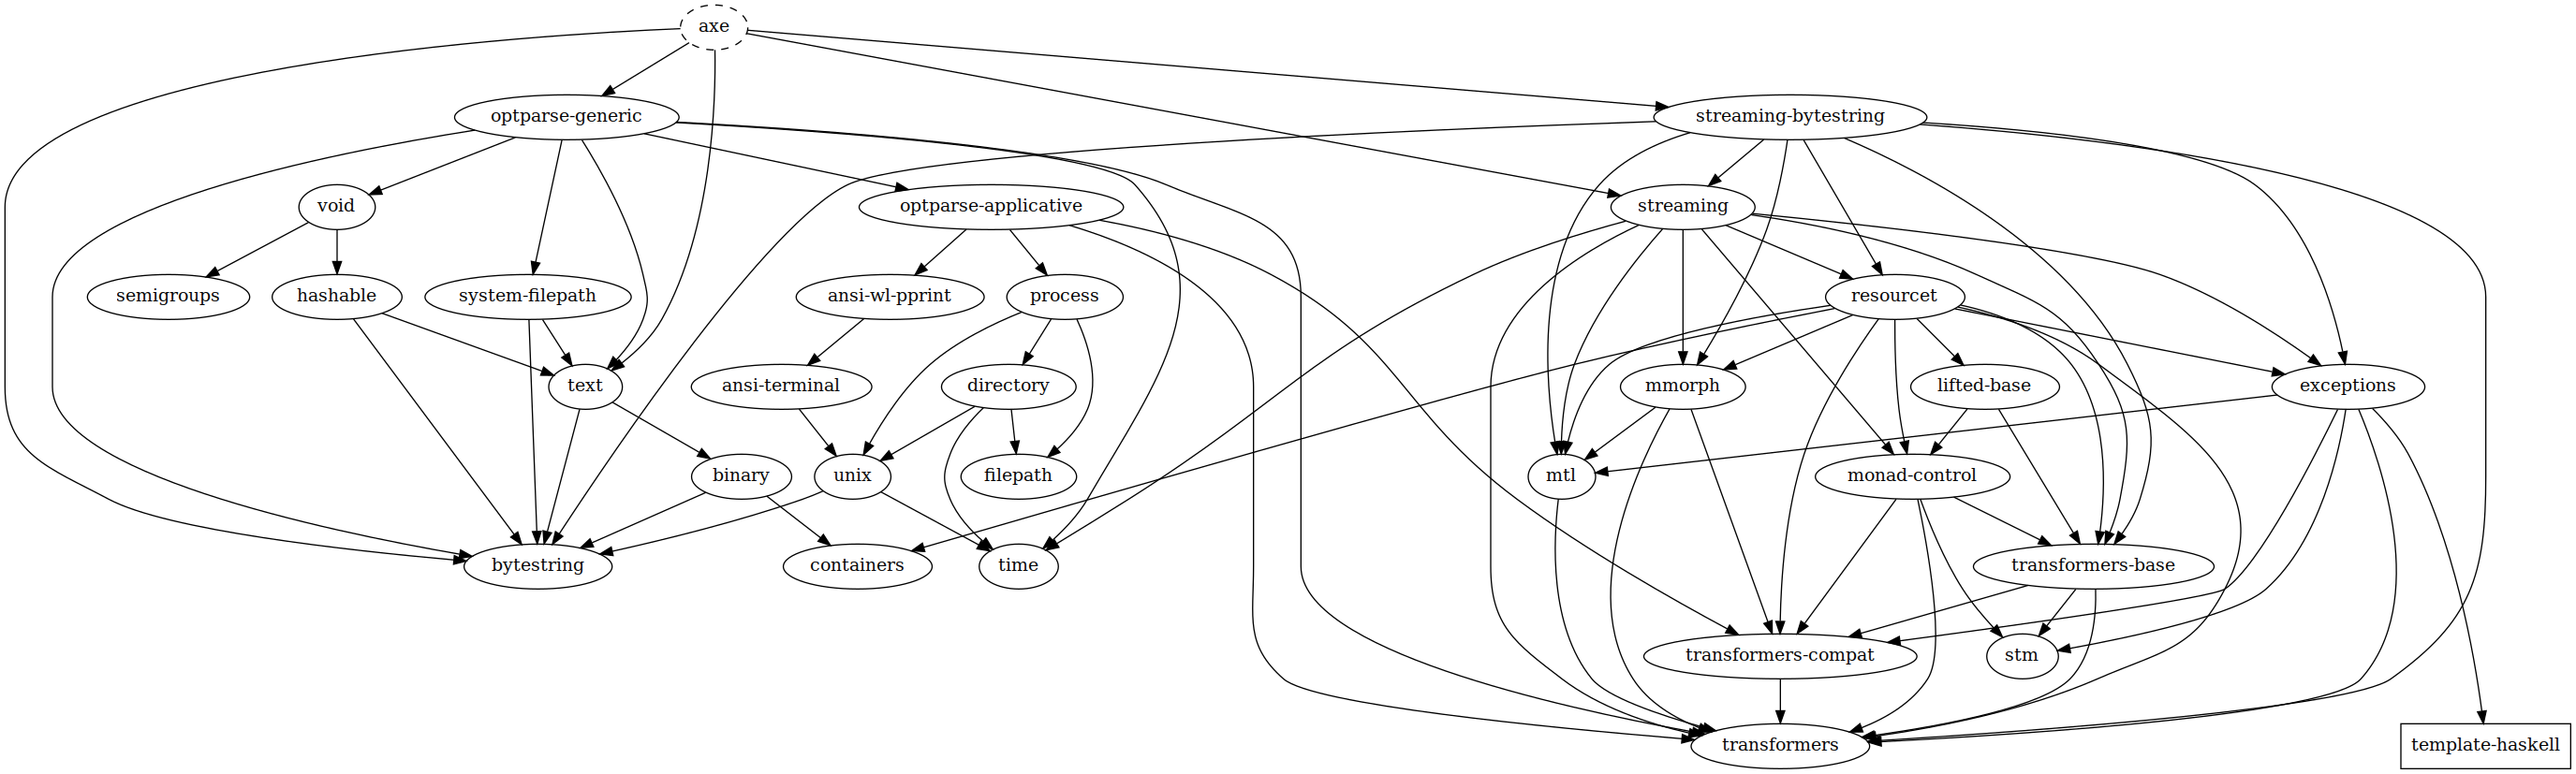 axe
optparse-generic
streaming-bytestring
void
optparse-applicative
streaming
semigroups
hashable
system-filepath
ansi-wl-pprint
process
resourcet
text
ansi-terminal
directory
mmorph
lifted-base
exceptions
binary
unix
filepath
mtl
monad-control
bytestring
containers
time
transformers-base
transformers-compat
stm
transformers
template-haskell